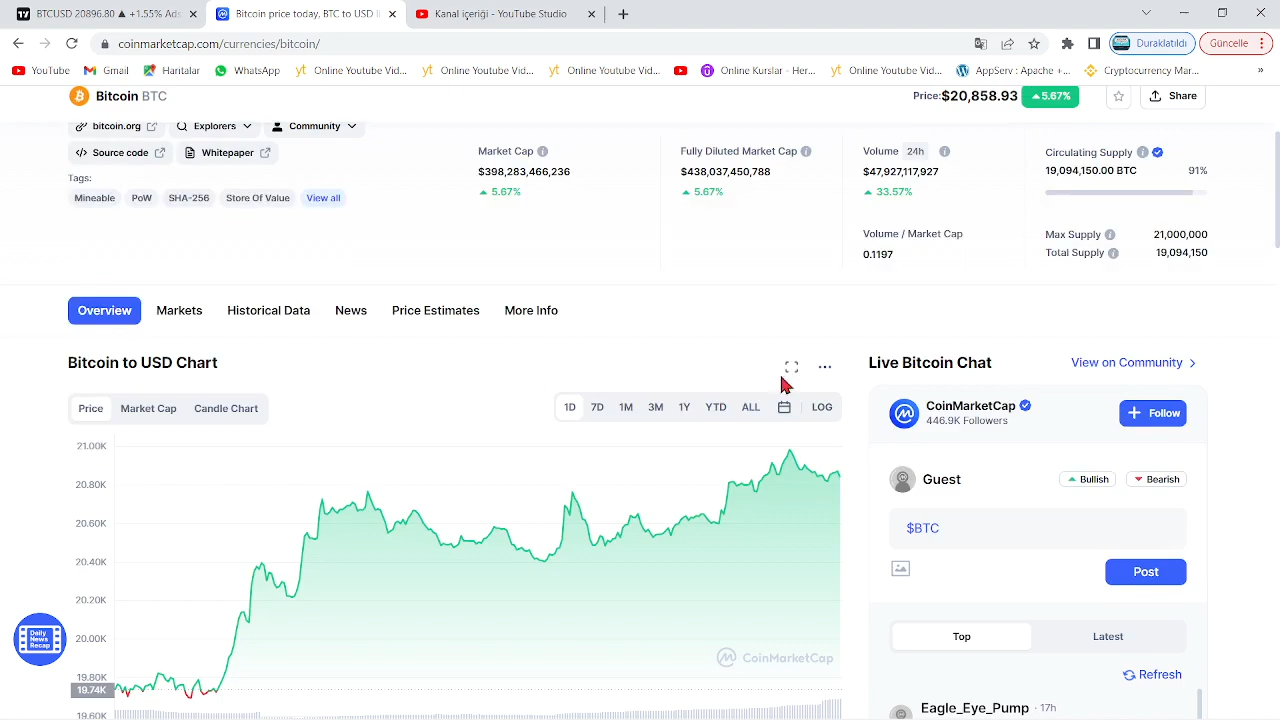 BTCUSD 20896.80 ▲ +1.55% Ads
Bitcoin price today, BTC to USD li
Kanal içeriği - YouTube Studio
coinmarketcap.com/currencies/bitcoin/
Duraklatıldı
Güncelle
YouTube
Gmail
Haritalar
WhatsApp
Online Youtube Vid...
Online Youtube Vid...
Online Youtube Vid...
Online Kurslar - Her...
Online Youtube Vid...
AppServ : Apache +...
Cryptocurrency Mar...
»
Bitcoin BTC
Price:$20,858.93
5.67%
Share
bitcoin.org
Explorers
Community
Source code
Whitepaper
Tags:
Mineable
PoW
SHA-256
Store Of Value
View all
Market Cap
$398,283,466,236
5.67%
Fully Diluted Market Cap
$438,037,450,788
5.67%
Volume 24h
$47,927,117,927
33.57%
Volume / Market Cap
0.1197
Circulating Supply
19,094,150.00 BTC
91%
Max Supply
21,000,000
Total Supply
19,094,150
Overview
Markets
Historical Data
News
Price Estimates
More Info
Bitcoin to USD Chart
Price
Market Cap
Candle Chart
1D
7D
1M
3M
1Y
YTD
ALL
LOG
21.00K
20.80K
20.60K
20.40K
20.20K
20.00K
19.80K
19.74K
19.60K
CoinMarketCap
Daily
News
Recap
Live Bitcoin Chat
View on Community
CoinMarketCap
446.9K Followers
Follow
Guest
Bullish
Bearish
$BTC
Post
Top
Latest
Refresh
Eagle_Eye_Pump · 17h